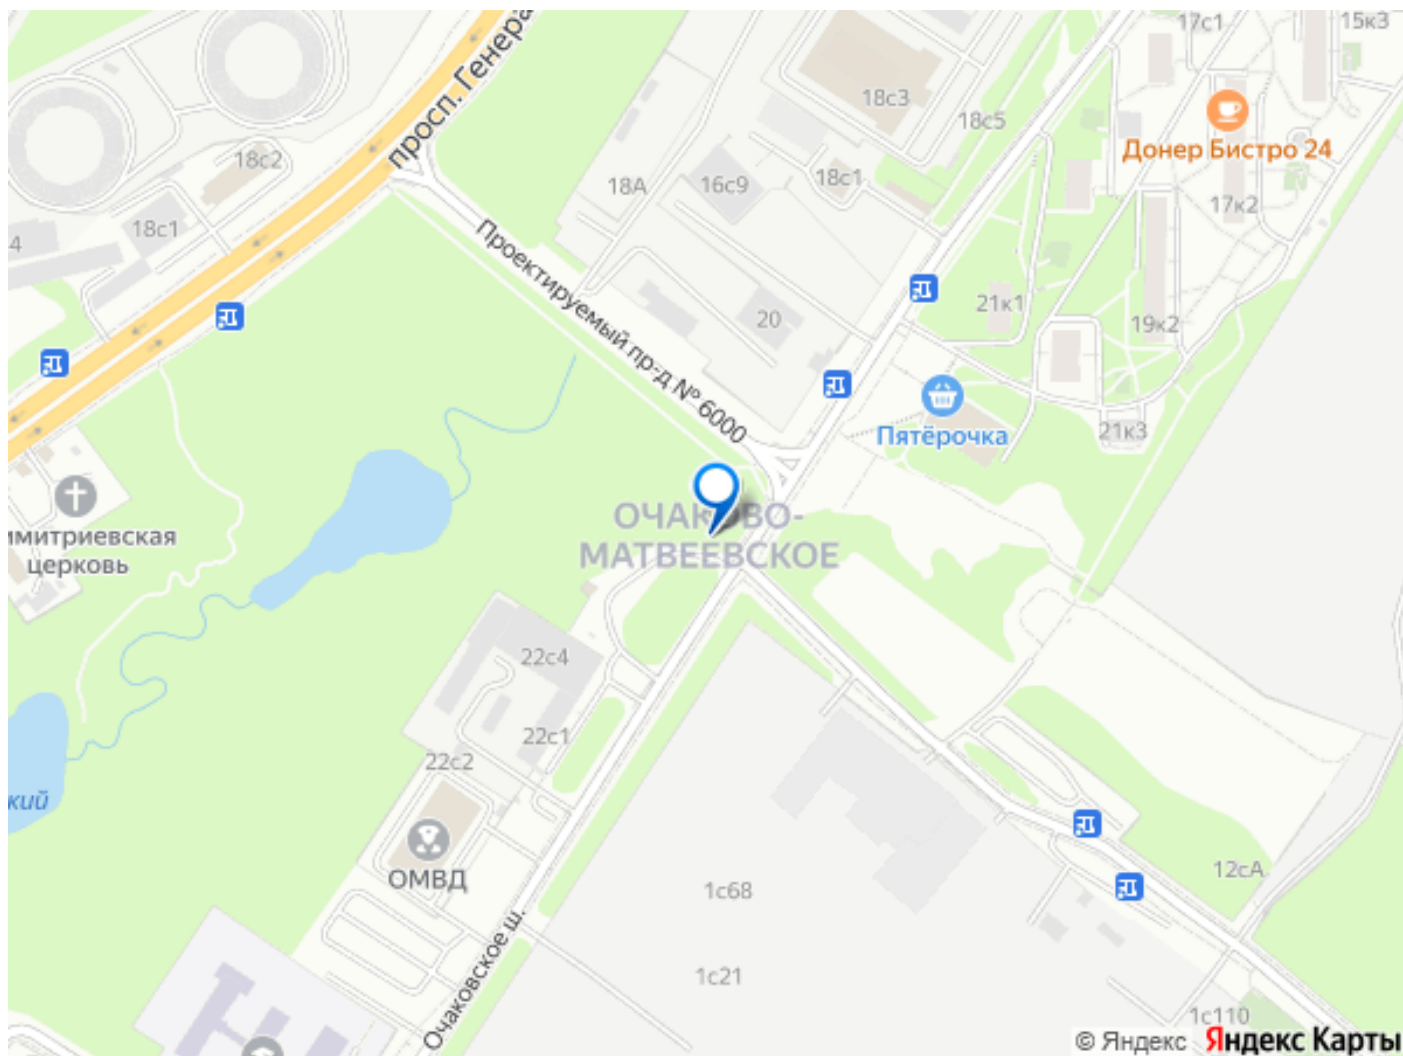 17с1
15к3
просп. Генера
18с3
18с5
Донер Бистро 24
18с2
18А
16с9
18с1
17к2
18с1
4
Проектируемый пр-д № 6000
21к1
20
19к2
Пятёрочка
21к3
имитриевская
церковь
ОЧАКОВО-
МАТВЕЕВСКОЕ
22с4
22с1
22с2
кий
ОМВД
12сА
1с68
1с21
Очаковское ш.
1с110
© Яндекс Яндекс Карты